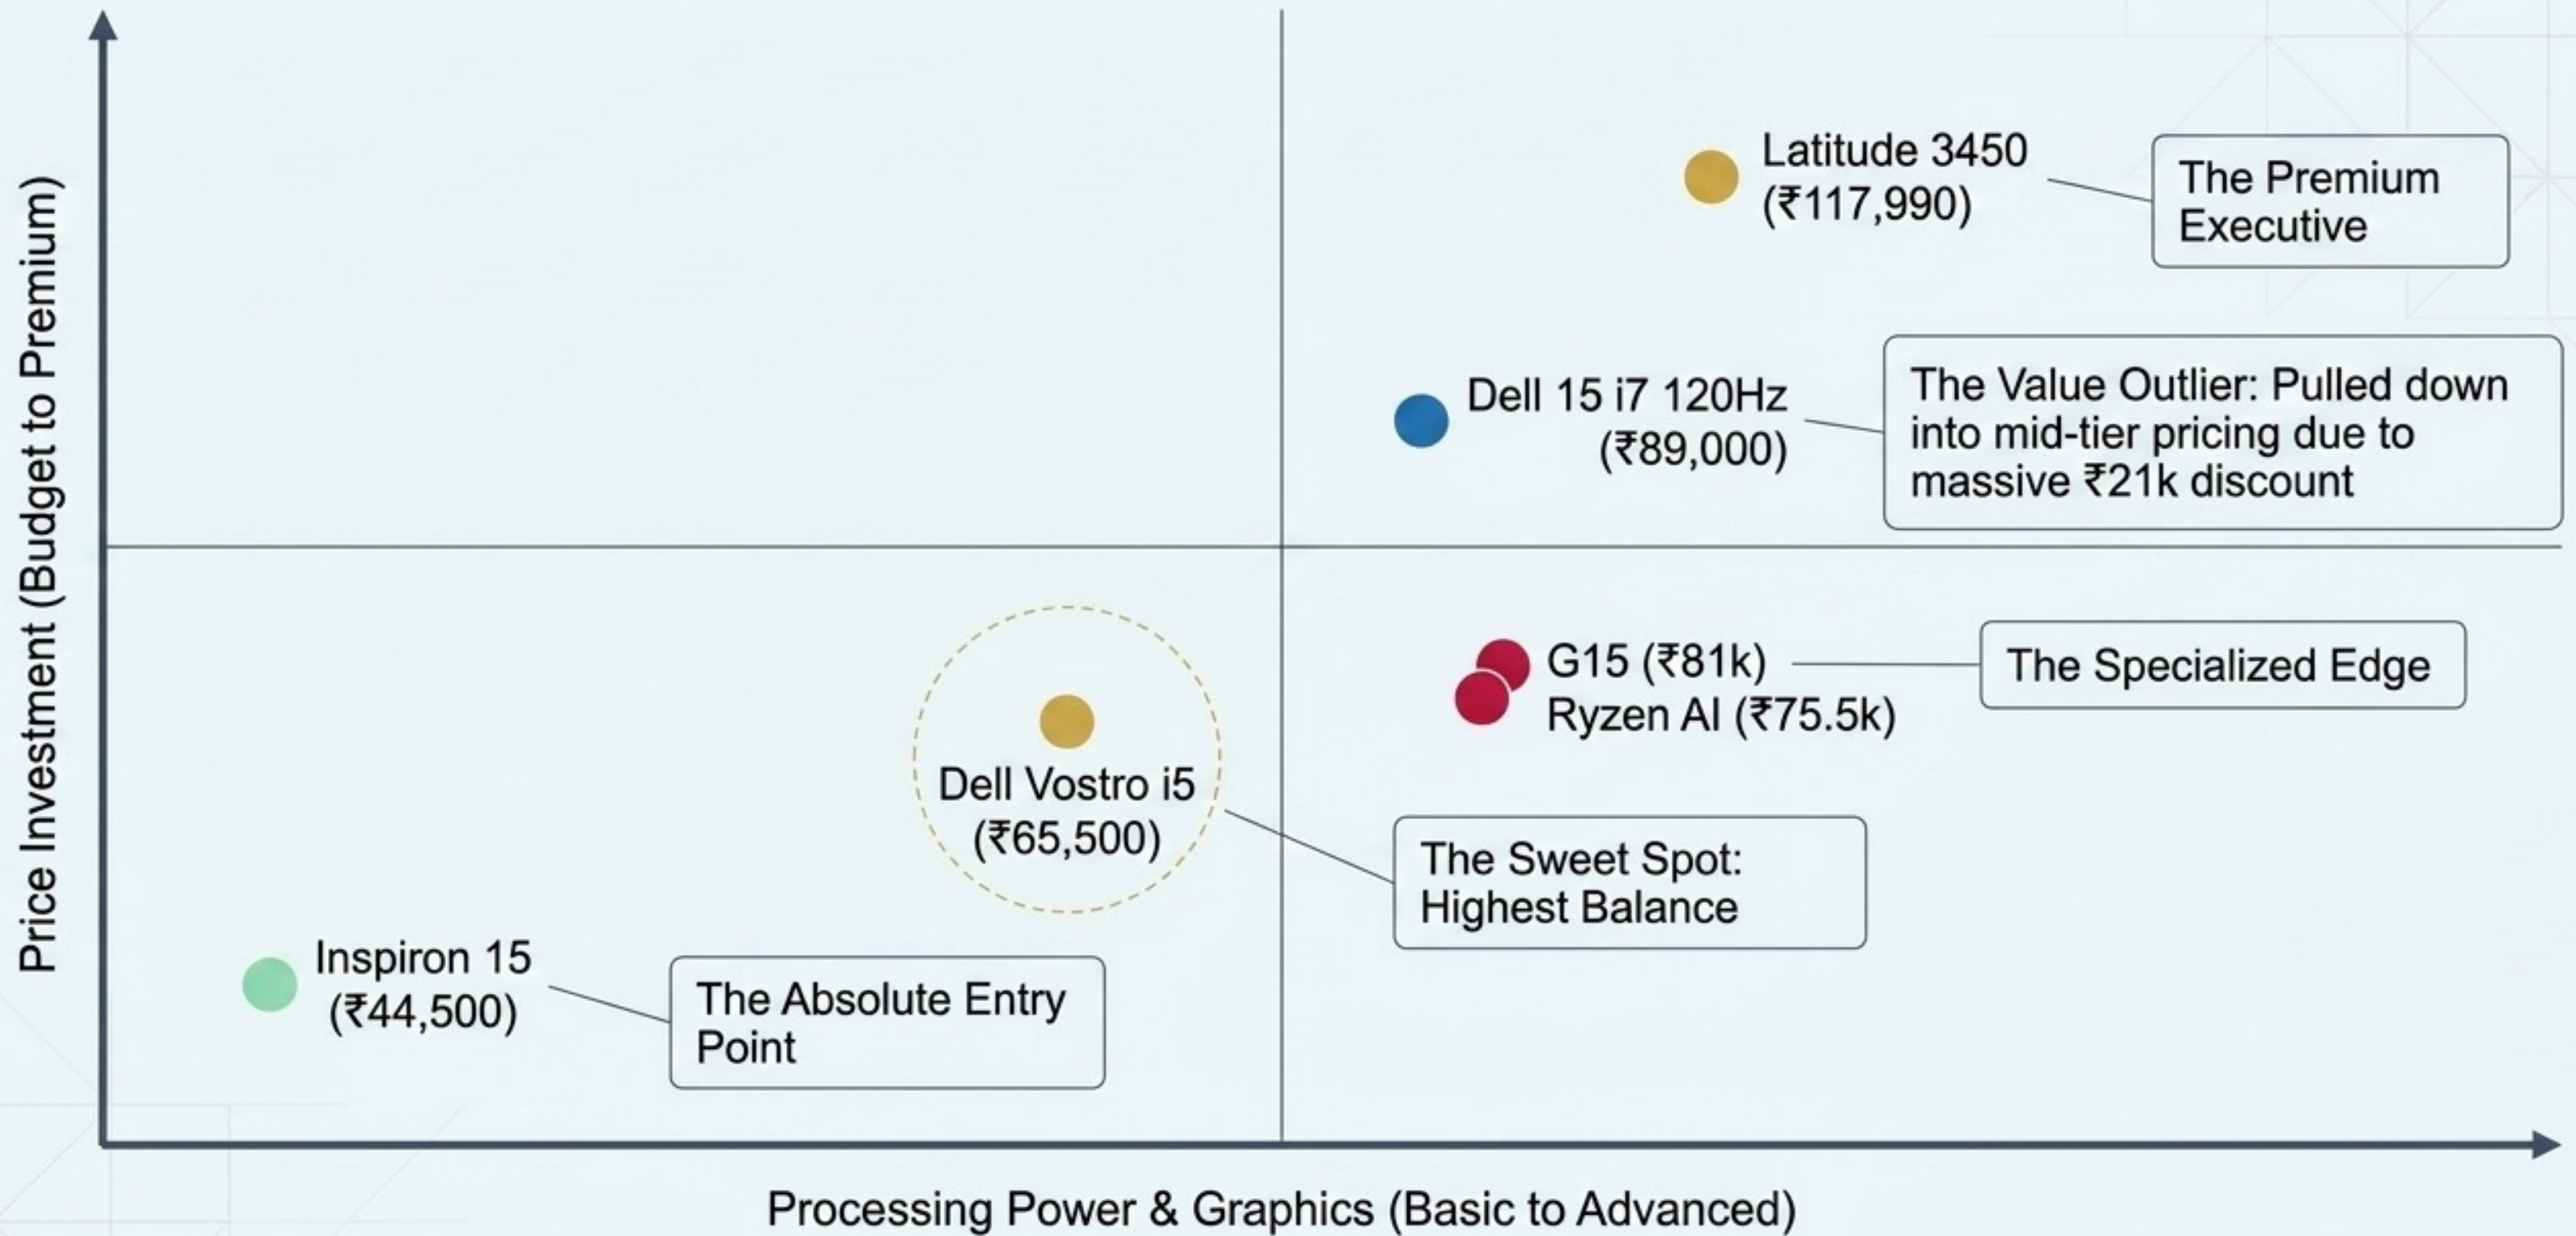 Price Investment (Budget to Premium)
Latitude 3450
(₹117,990)
The Premium
Executive
Dell 15 i7 120Hz
(₹89,000)
The Value Outlier: Pulled down
into mid-tier pricing due to
massive ₹21k discount
G15 (₹81k)
Ryzen AI (₹75.5k)
The Specialized Edge
Dell Vostro i5
(₹65,500)
The Sweet Spot:
Highest Balance
Inspiron 15
(₹44,500)
The Absolute Entry
Point
Processing Power & Graphics (Basic to Advanced)